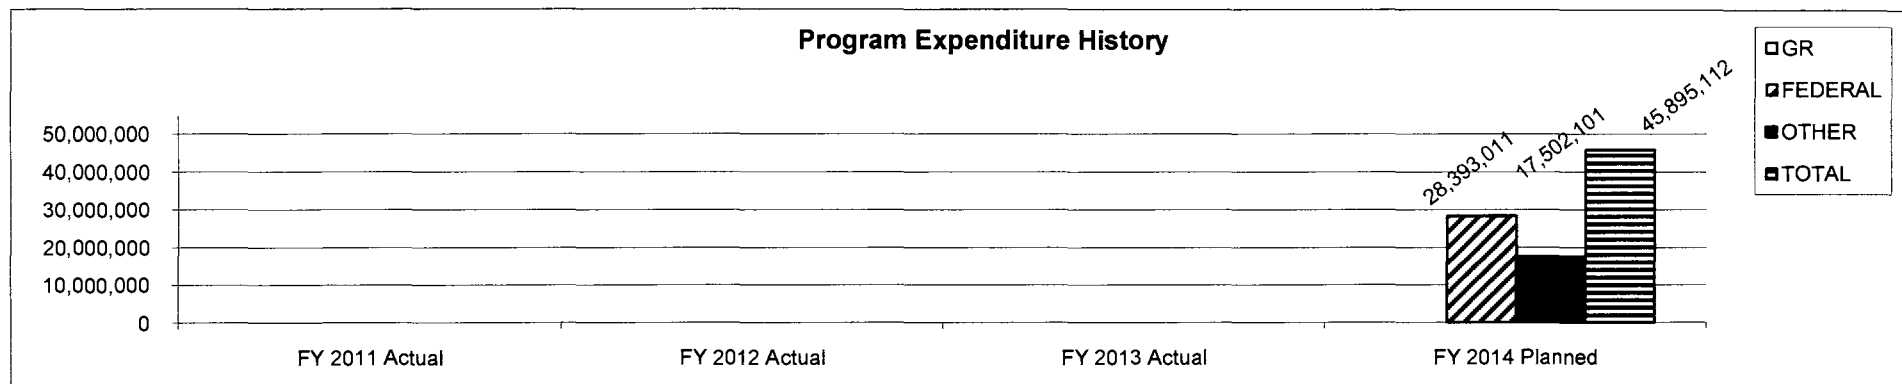 Program Expenditure History
GR
FEDERAL
OTHER
TOTAL
50,000,000
40,000,000
30,000,000
20,000,000
10,000,000
0
28,393,011
17,502,101
45,895,112
FY 2011 Actual
FY 2012 Actual
FY 2013 Actual
FY 2014 Planned